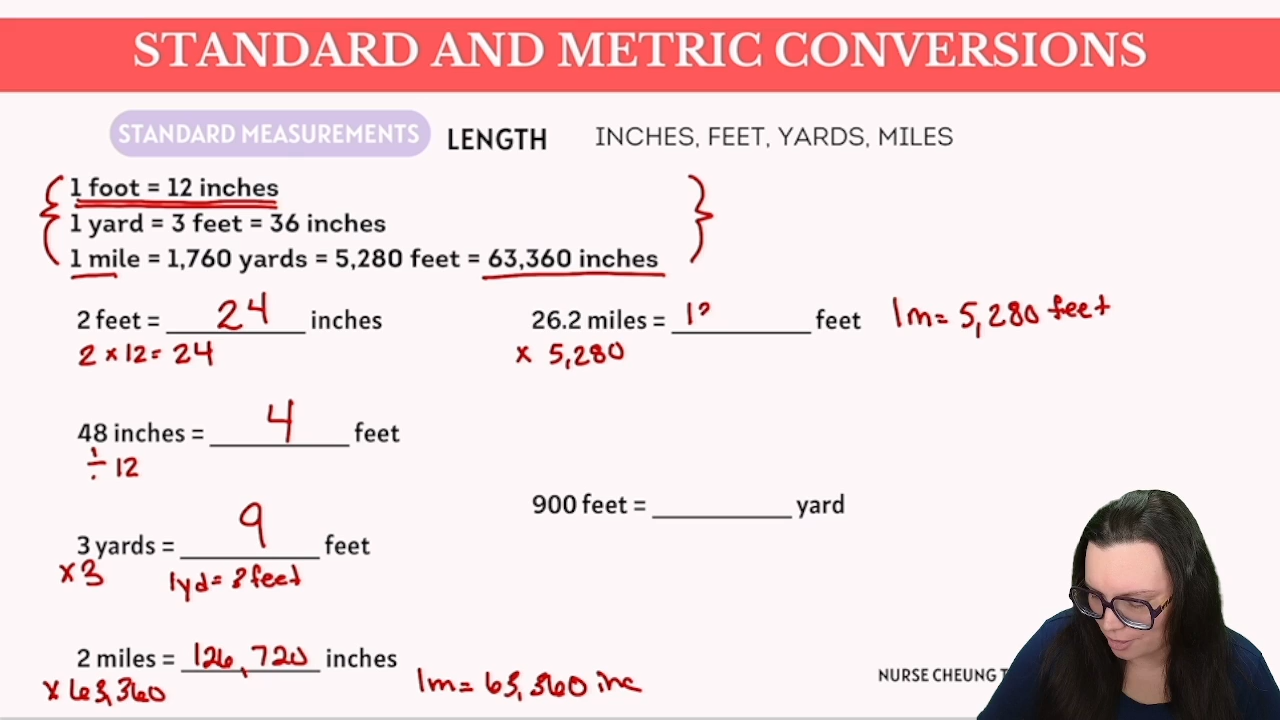 STANDARD AND METRIC CONVERSIONS
STANDARD MEASUREMENTS LENGTH INCHES, FEET, YARDS, MILES
1 foot = 12 inches
1 yard = 3 feet = 36 inches
1 mile = 1,760 yards = 5,280 feet = 63,360 inches
2 feet = 24 inches
2 × 12 = 24
26.2 miles = feet 1m = 5,280 feet
× 5,280
48 inches = 4 feet
÷ 12
3 yards = 9 feet
×3 1yd = 3 feet
900 feet = ___ yard
2 miles = 126,720 inches
× 63,360 1m = 63,360 inc
NURSE CHEUNG